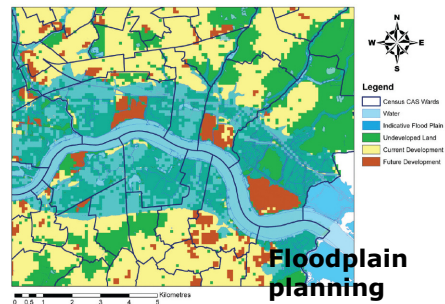 N
W E
S
Legend
Census CAS Wards
Water
Indicative Flood Plain
Undeveloped Land
Current Development
Future Development
Floodplain
planning
0 0.5 1 2 3 4 5 Kilometres